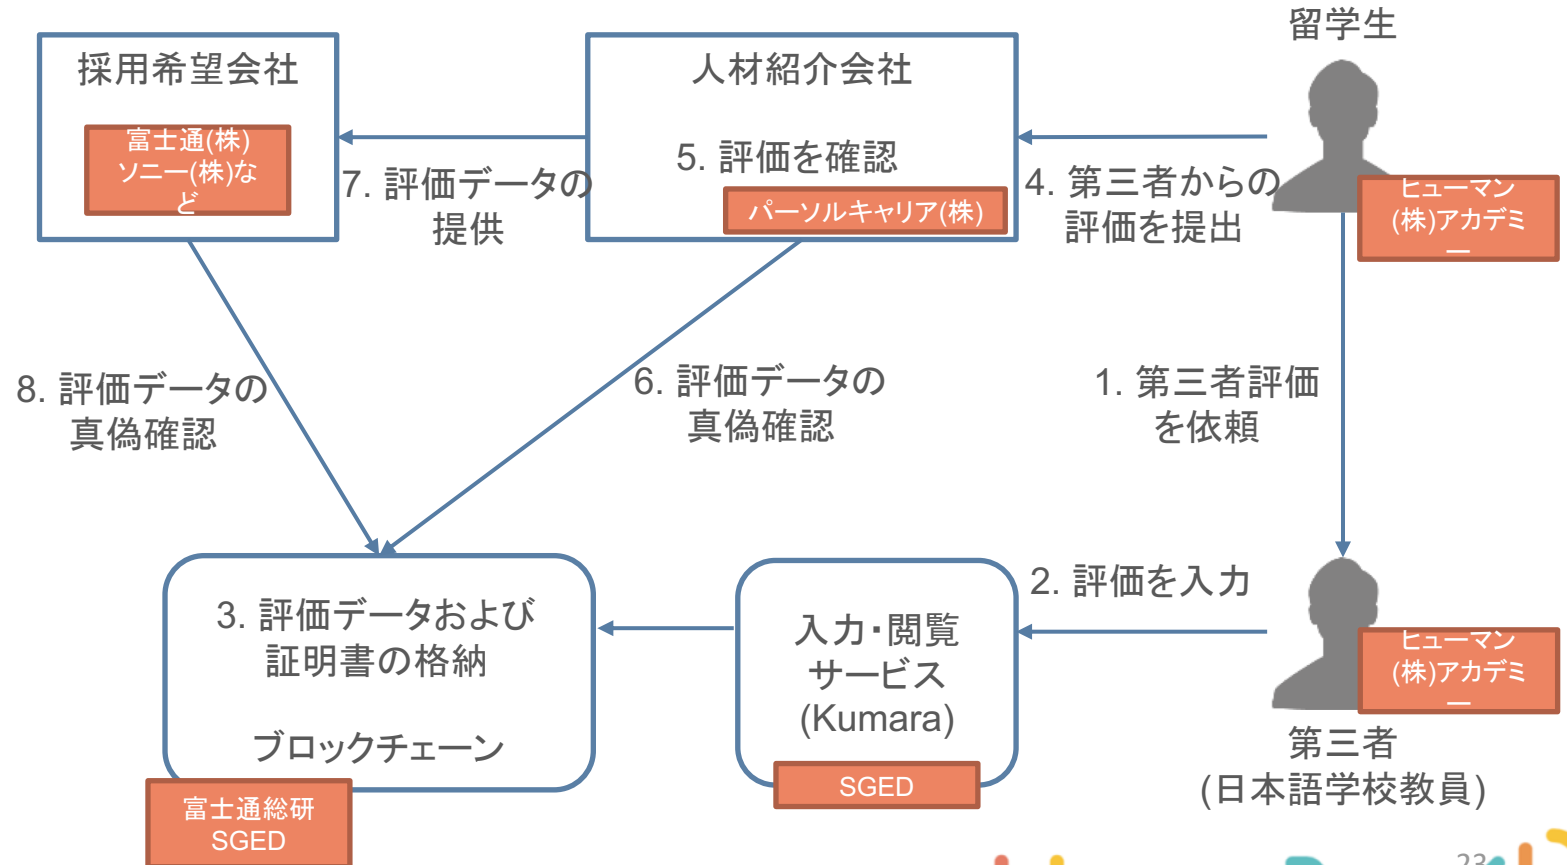 留学生
採用希望会社
富士通(株)
ソニー(株)な
ど
人材紹介会社
5. 評価を確認
パーソルキャリア(株)
7. 評価データの
提供
4. 第三者からの
評価を提出
ヒューマン
(株)アカデミ
ー
8. 評価データの
真偽確認
6. 評価データの
真偽確認
1. 第三者評価
を依頼
3. 評価データおよび
証明書の格納
ブロックチェーン
富士通総研
SGED
入力・閲覧
サービス
(Kumara)
SGED
2. 評価を入力
ヒューマン
(株)アカデミ
ー
第三者
(日本語学校教員)
23